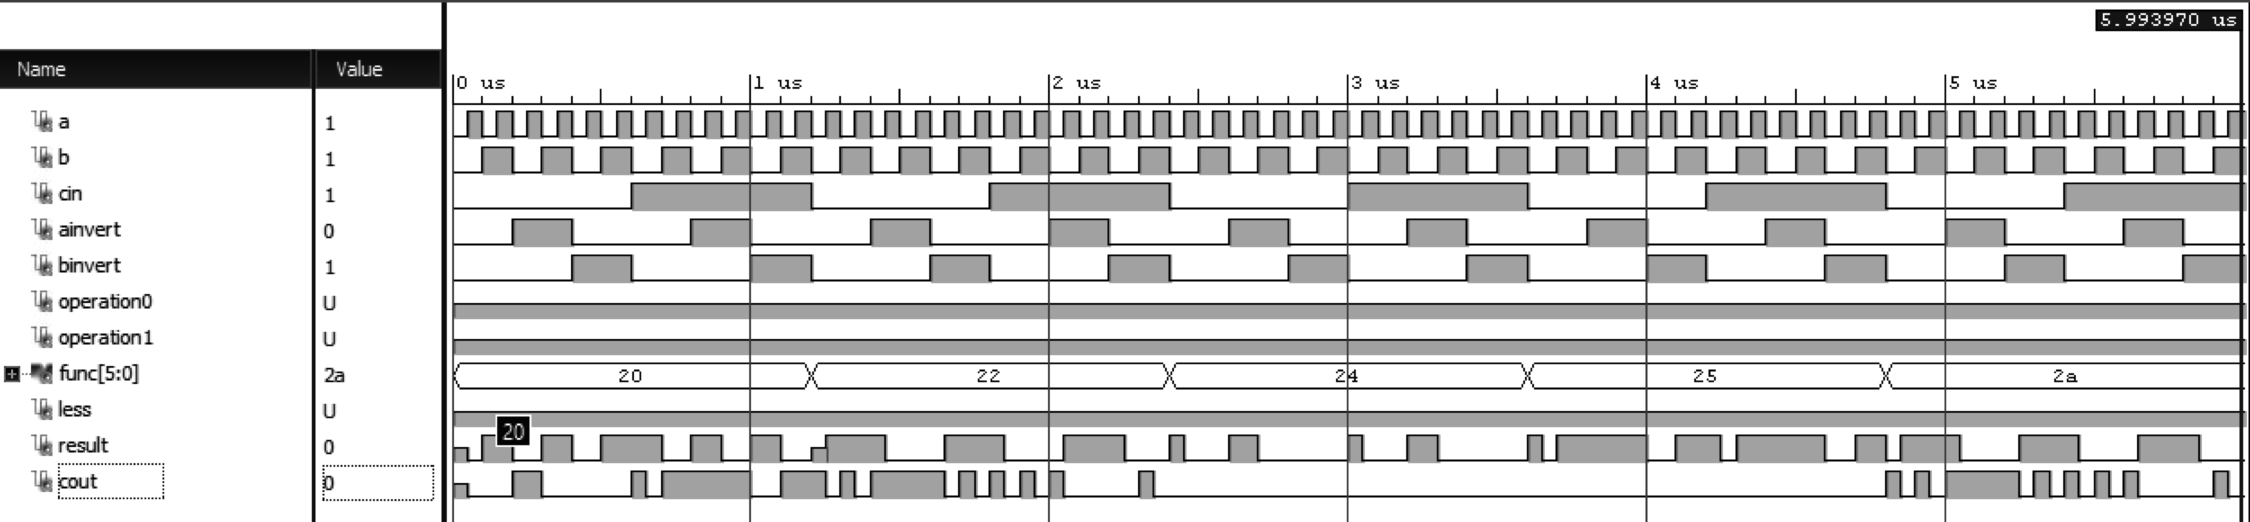 5.993970 us
Name Value
0 us 1 us 2 us 3 us 4 us 5 us
a 1
b 1
cin 1
ainvert 0
binvert 1
operation0 U
operation1 U
func[5:0] 2a 20 22 24 25 2a
less U
20
result 0
cout 0